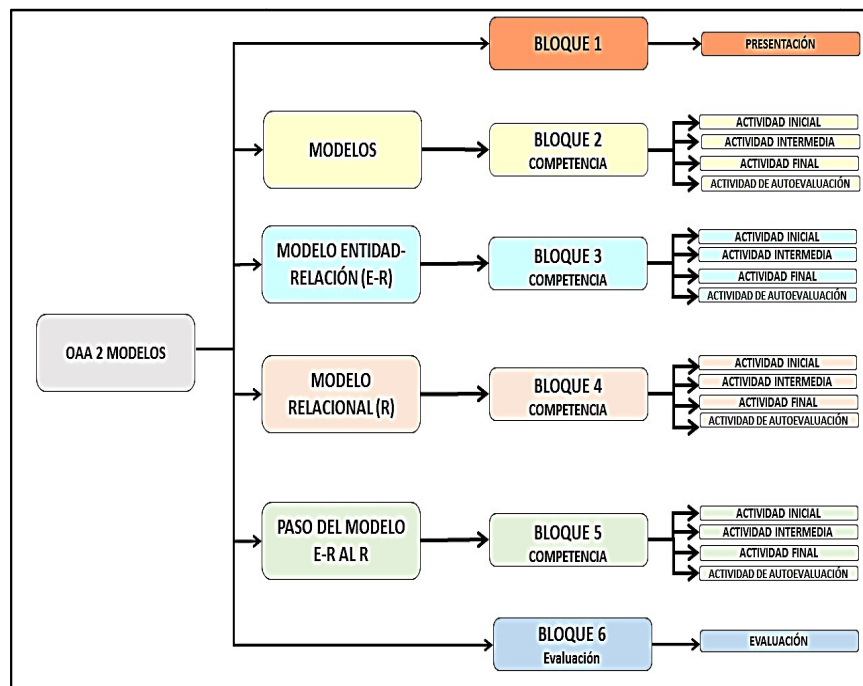 OAA 2 MODELOS
BLOQUE 1
PRESENTACIÓN
MODELOS
BLOQUE 2
COMPETENCIA
ACTIVIDAD INICIAL
ACTIVIDAD INTERMEDIA
ACTIVIDAD FINAL
ACTIVIDAD DE AUTOEVALUACIÓN
MODELO ENTIDAD-
RELACIÓN (E-R)
BLOQUE 3
COMPETENCIA
ACTIVIDAD INICIAL
ACTIVIDAD INTERMEDIA
ACTIVIDAD FINAL
ACTIVIDAD DE AUTOEVALUACIÓN
MODELO
RELACIONAL (R)
BLOQUE 4
COMPETENCIA
ACTIVIDAD INICIAL
ACTIVIDAD INTERMEDIA
ACTIVIDAD FINAL
ACTIVIDAD DE AUTOEVALUACIÓN
PASO DEL MODELO
E-R AL R
BLOQUE 5
COMPETENCIA
ACTIVIDAD INICIAL
ACTIVIDAD INTERMEDIA
ACTIVIDAD FINAL
ACTIVIDAD DE AUTOEVALUACIÓN
BLOQUE 6
Evaluación
EVALUACIÓN